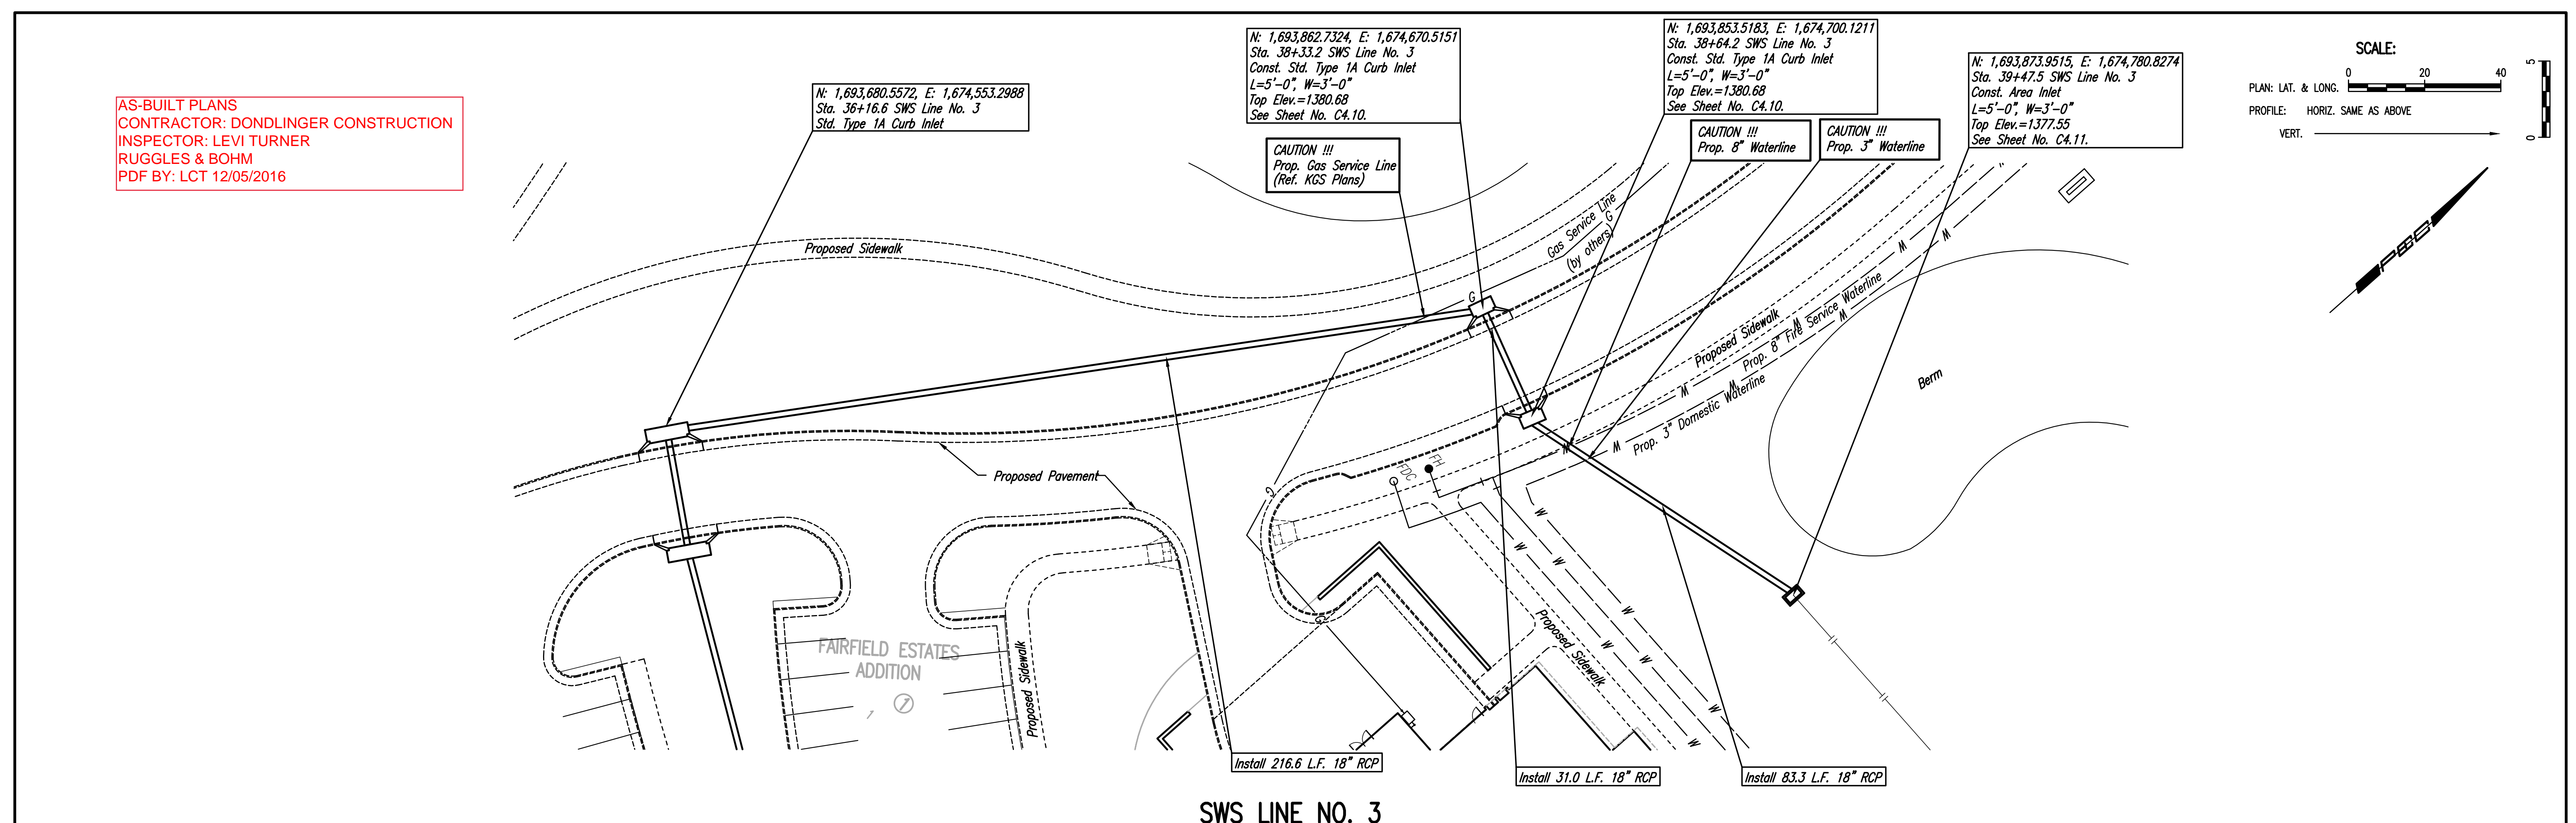 AS-BUILT PLANS
CONTRACTOR: DONDLINGER CONSTRUCTION
INSPECTOR: LEVI TURNER
RUGGLES & BOHM
PDF BY: LCT 12/05/2016
N: 1,693,680.5572, E: 1,674,553.2988
Sta. 36+16.6 SWS Line No. 3
Std. Type 1A Curb Inlet
N: 1,693,862.7324, E: 1,674,670.5151
Sta. 38+33.2 SWS Line No. 3
Const. Std. Type 1A Curb Inlet
L=5'-0", W=3'-0"
Top Elev.=1380.68
See Sheet No. C4.10.
CAUTION !!!
Prop. Gas Service Line
(Ref. KGS Plans)
N: 1,693,853.5183, E: 1,674,700.1211
Sta. 38+64.2 SWS Line No. 3
Const. Std. Type 1A Curb Inlet
L=5'-0", W=3'-0"
Top Elev.=1380.68
See Sheet No. C4.10.
CAUTION !!!
Prop. 8" Waterline
CAUTION !!!
Prop. 3" Waterline
N: 1,693,873.9515, E: 1,674,780.8274
Sta. 39+47.5 SWS Line No. 3
Const. Area Inlet
L=5'-0", W=3'-0"
Top Elev.=1377.55
See Sheet No. C4.11.
SCALE:
0 20 40
PLAN: LAT. & LONG.
PROFILE: HORIZ. SAME AS ABOVE
VERT.
5
0
Proposed Sidewalk
Gas Service Line
(by others)
G
G
Proposed Sidewalk
Prop. 8" Fire Service Waterline
Prop. 3" Domestic Waterline
W
W
W
W
W
W
W
W
Berm
Proposed Pavement
FDC
FH
G
G
W
W
W
W
W
W
W
W
W
Proposed Sidewalk
Proposed Sidewalk
FAIRFIELD ESTATES
ADDITION
1
1
Install 216.6 L.F. 18" RCP
Install 31.0 L.F. 18" RCP
Install 83.3 L.F. 18" RCP
SWS LINE NO. 3